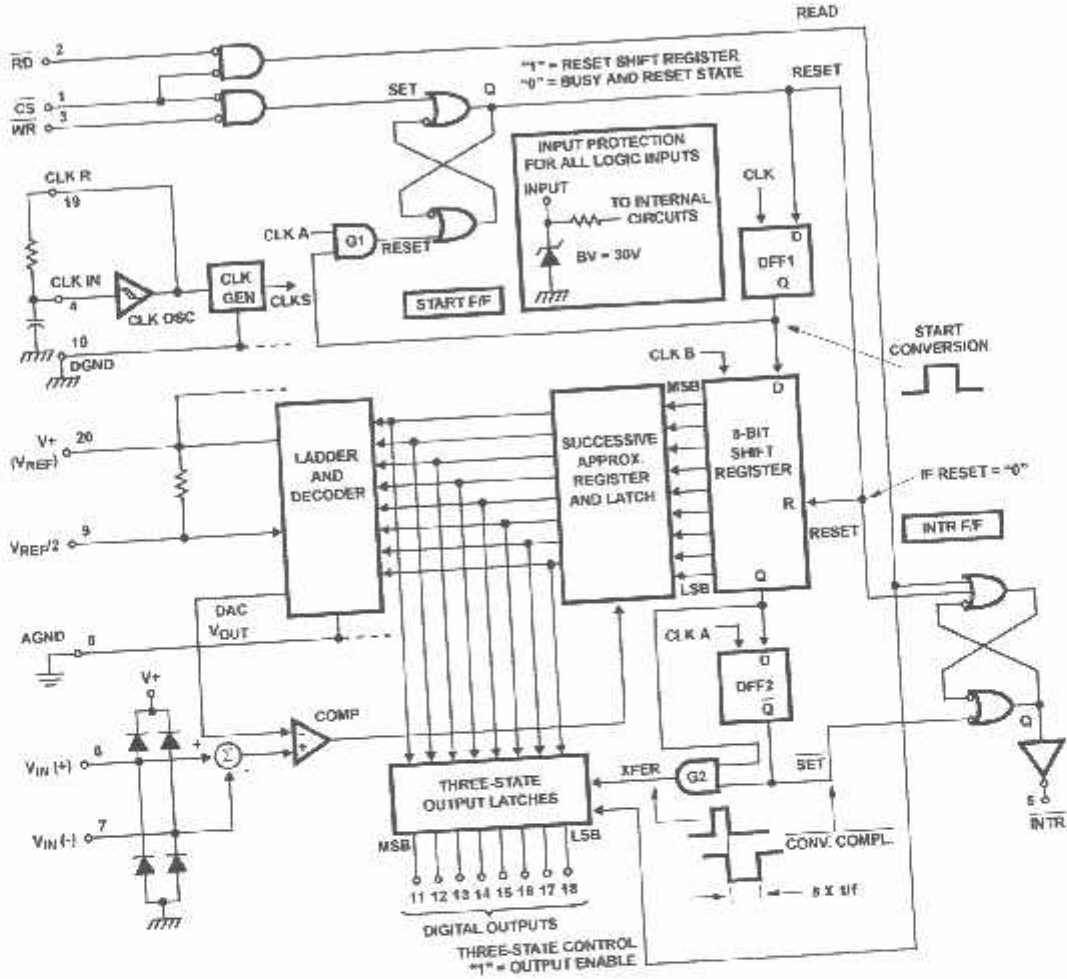 READ
RD 2
"1" = RESET SHIFT REGISTER
"0" = BUSY AND RESET STATE
RESET
SET
Q
CS 1
WR 3
INPUT PROTECTION
FOR ALL LOGIC INPUTS
INPUT
TO INTERNAL
CIRCUITS
BV = 30V
CLK
D
DFF1
Q
CLK R
19
CLK A
G1
RESET
CLK IN
4
CLK OSC
CLK
GEN
CLKS
START F/F
10
DGND
START
CONVERSION
CLK B
MSB
D
V+
(VREF)
20
LADDER
AND
DECODER
SUCCESSIVE
APPROX.
REGISTER
AND LATCH
8-BIT
SHIFT
REGISTER
IF RESET = "0"
R
RESET
INTR F/F
VREF/2
9
LSB
Q
DAC
VOUT
AGND
8
CLK A
D
DFF2
Q
V+
COMP
+
-
VIN (+)
6
+
Σ
-
VIN (-)
7
XFER
G2
SET
Q
THREE-STATE
OUTPUT LATCHES
MSB
LSB
5
INTR
CONV. COMPL.
8 X 1/f
11 12 13 14 15 16 17 18
DIGITAL OUTPUTS
THREE-STATE CONTROL
"1" = OUTPUT ENABLE